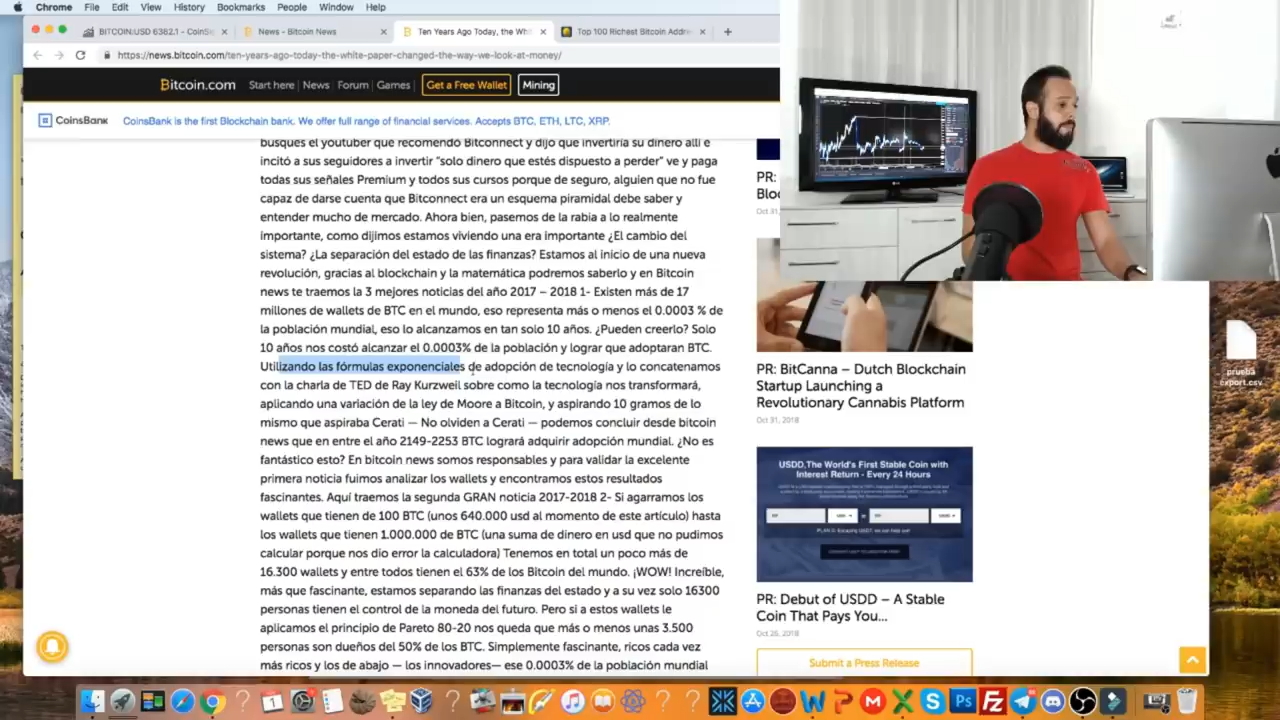 Chrome File Edit View History Bookmarks People Window Help
BITCOIN:USD 6382.1 - CoinSig
News - Bitcoin News
Ten Years Ago Today, the Whi
Top 100 Richest Bitcoin Addre
https://news.bitcoin.com/ten-years-ago-today-the-white-paper-changed-the-way-we-look-at-money/
Bitcoin.com Start here News Forum Games Get a Free Wallet Mining
CoinsBank CoinsBank is the first Blockchain bank. We offer full range of financial services. Accepts BTC, ETH, LTC, XRP.
busques el youtuber que recomendó Bitconnect y dijo que invertiría su dinero allí e
incitó a sus seguidores a invertir “solo dinero que estés dispuesto a perder” ve y paga
todas sus señales Premium y todos sus cursos porque de seguro, alguien que no fue
capaz de darse cuenta que Bitconnect era un esquema piramidal debe saber y
entender mucho de mercado. Ahora bien, pasemos de la rabia a lo realmente
importante, como dijimos estamos viviendo una era importante ¿El cambio del
sistema? ¿La separación del estado de las finanzas? Estamos al inicio de una nueva
revolución, gracias al blockchain y la matemática podremos saberlo y en Bitcoin
news te traemos la 3 mejores noticias del año 2017 – 2018 1- Existen más de 17
millones de wallets de BTC en el mundo, eso representa más o menos el 0.0003 % de
la población mundial, eso lo alcanzamos en tan solo 10 años. ¿Pueden creerlo? Solo
10 años nos costó alcanzar el 0.0003% de la población y lograr que adoptaran BTC.
Utilizando las fórmulas exponenciales de adopción de tecnología y lo concatenamos
con la charla de TED de Ray Kurzweil sobre como la tecnología nos transformará,
aplicando una variación de la ley de Moore a Bitcoin, y aspirando 10 gramos de lo
mismo que aspiraba Cerati — No olviden a Cerati — podemos concluir desde bitcoin
news que en entre el año 2149-2253 BTC logrará adquirir adopción mundial. ¿No es
fantástico esto? En bitcoin news somos responsables y para validar la excelente
primera noticia fuimos analizar los wallets y encontramos estos resultados
fascinantes. Aquí traemos la segunda GRAN noticia 2017-2018 2- Si agarramos los
wallets que tienen de 100 BTC (unos 640.000 usd al momento de este artículo) hasta
los wallets que tienen 1.000.000 de BTC (una suma de dinero en usd que no pudimos
calcular porque nos dio error la calculadora) Tenemos en total un poco más de
16.300 wallets y entre todos tienen el 63% de los Bitcoin del mundo. ¡WOW! Increíble,
más que fascinante, estamos separando las finanzas del estado y a su vez solo 16300
personas tienen el control de la moneda del futuro. Pero si a estos wallets le
aplicamos el principio de Pareto 80-20 nos queda que más o menos unas 3.500
personas son dueños del 50% de los BTC. Simplemente fascinante, ricos cada vez
más ricos y los de abajo — los innovadores— ese 0.0003% de la población mundial
PR:
Bloc
Oct 31,
PR: BitCanna – Dutch Blockchain
Startup Launching a
Revolutionary Cannabis Platform
Oct 31, 2018
USDD,The World's First Stable Coin with
Interest Return - Every 24 Hours
PR: Debut of USDD – A Stable
Coin That Pays You...
Oct 26, 2018
Submit a Press Release
prueba
export.csv